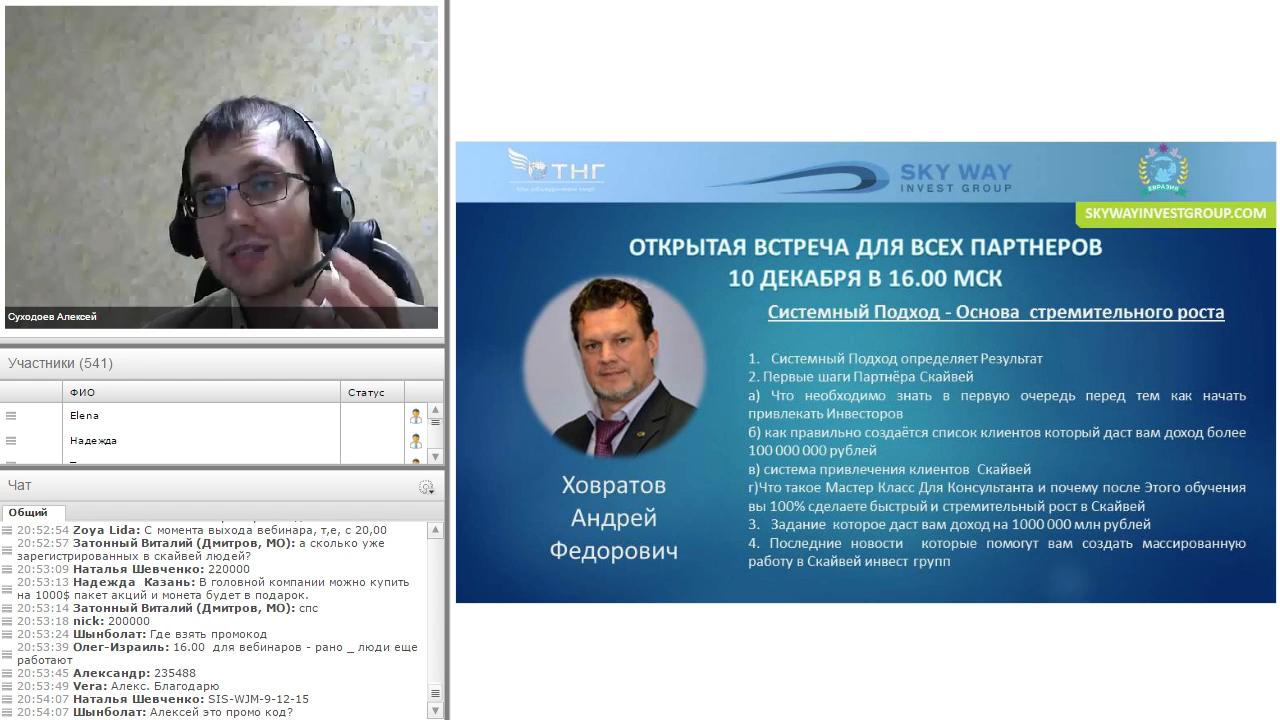 Суходоев Алексей
Участники (541)
ФИО
Статус
Elena
Надежда
Чат
Общий
20:52:54 Zoya Lida: С момента выхода вебинара, т,е, с 20,00
20:52:57 Затонный Виталий (Дмитров, МО): а сколько уже
зарегистрированных в скайвей людей?
20:53:09 Наталья Шевченко: 220000
20:53:13 Надежда Казань: В головной компании можно купить
на 1000$ пакет акций и монета будет в подарок.
20:53:14 Затонный Виталий (Дмитров, МО): спс
20:53:18 nick: 200000
20:53:24 Шынболат: Где взять промокод
20:53:39 Олег-Израиль: 16.00 для вебинаров - рано _ люди еще
работают
20:53:45 Александр: 235488
20:53:49 Vera: Алекс. Благодарю
20:54:07 Наталья Шевченко: SIS-WJM-9-12-15
20:54:07 Шынболат: Алексей это промо код?
ТНГ
Мы объединяем мир!
SKY WAY
INVEST GROUP
ЕВРАЗИЯ
SKYWAYINVESTGROUP.COM
ОТКРЫТАЯ ВСТРЕЧА ДЛЯ ВСЕХ ПАРТНЕРОВ
10 ДЕКАБРЯ В 16.00 МСК
Системный Подход - Основа стремительного роста
1. Системный Подход определяет Результат
2. Первые шаги Партнёра Скайвей
а) Что необходимо знать в первую очередь перед тем как начать
привлекать Инвесторов
б) как правильно создаётся список клиентов который даст вам доход более
100 000 000 рублей
в) система привлечения клиентов Скайвей
г)Что такое Мастер Класс Для Консультанта и почему после Этого обучения
вы 100% сделаете быстрый и стремительный рост в Скайвей
3. Задание которое даст вам доход на 1000 000 млн рублей
4. Последние новости которые помогут вам создать массированную
работу в Скайвей инвест групп
Ховратов
Андрей
Федорович